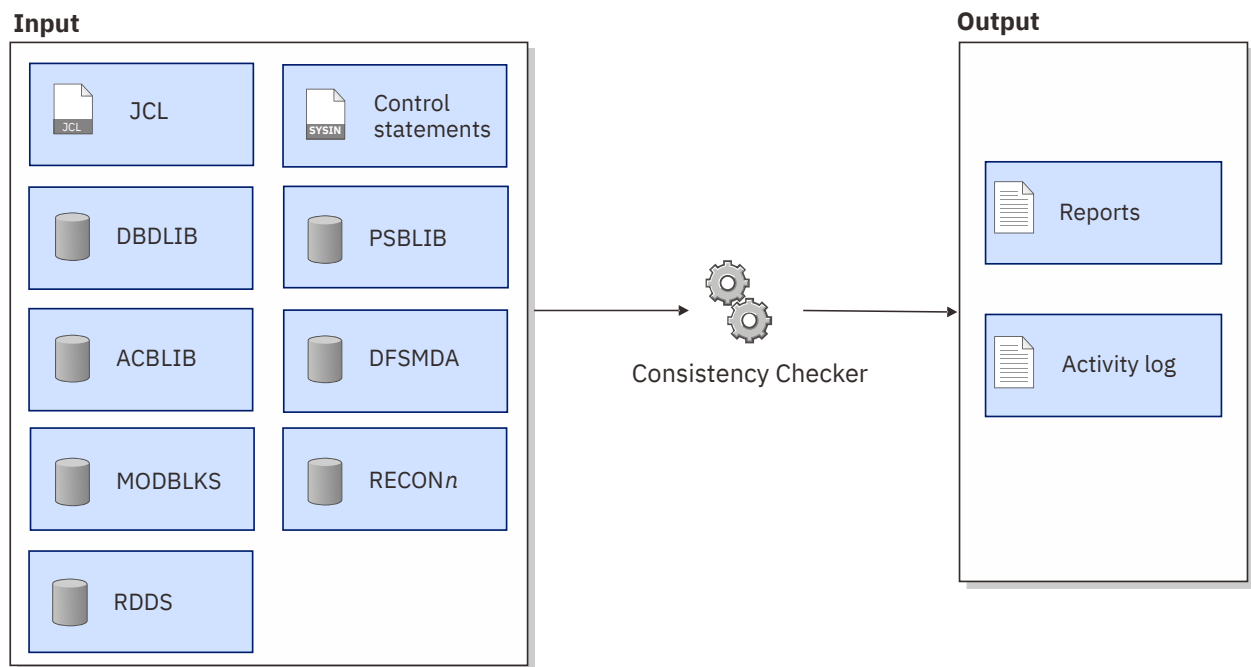 Input
Output
JCL
JCL
SYSIN
Control
statements
DBDLIB
PSBLIB
Reports
ACBLIB
DFSMDA
Consistency Checker
Activity log
MODBLKS
RECONn
RDDS